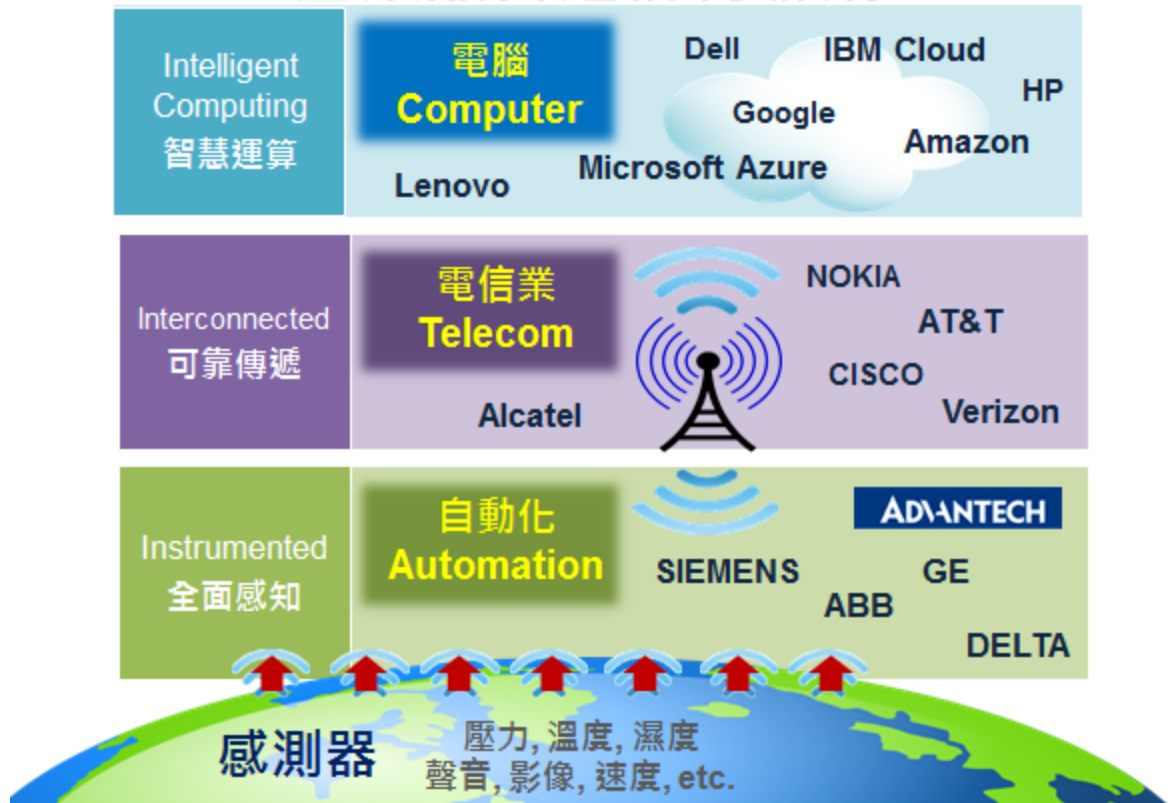 Intelligent
Computing
智慧運算
電腦
Computer
Dell
IBM Cloud
HP
Google
Amazon
Microsoft Azure
Lenovo
Interconnected
可靠傳遞
電信業
Telecom
NOKIA
AT&T
CISCO
Verizon
Alcatel
Instrumented
全面感知
自動化
Automation
ADVANTECH
SIEMENS
GE
ABB
DELTA
感測器
壓力, 溫度, 濕度
聲音, 影像, 速度, etc.